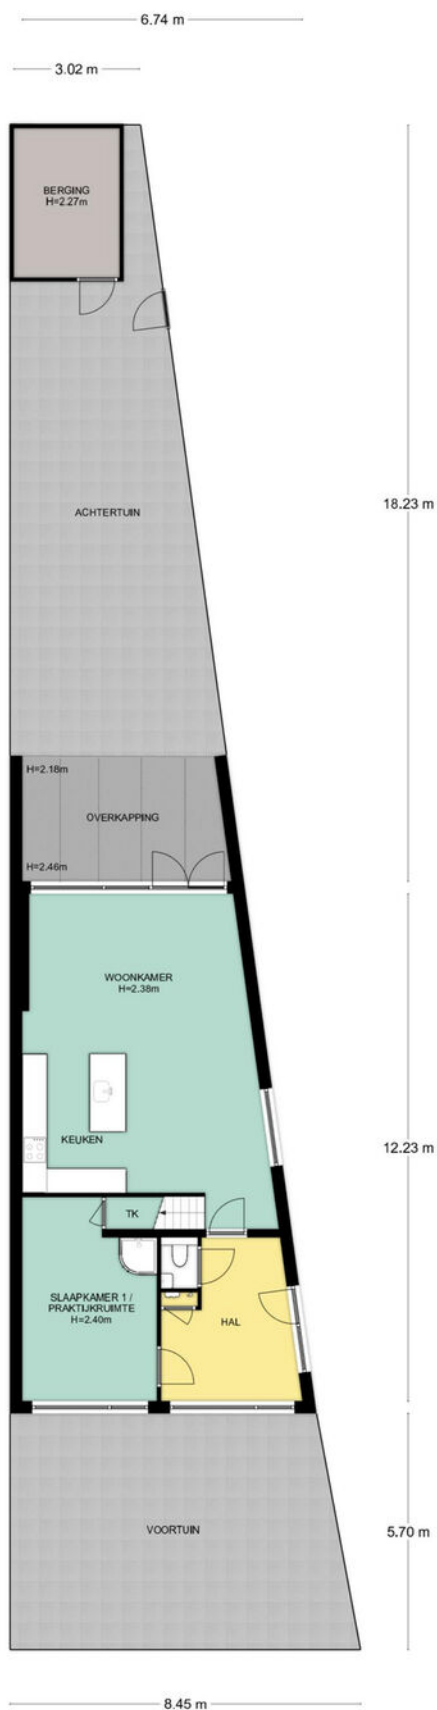 6.74 m
3.02 m
BERGING
H=2.27m
ACHTERTUIN
18.23 m
H=2.18m
OVERKAPPING
H=2.46m
WOONKAMER
H=2.38m
KEUKEN
12.23 m
TK
SLAAPKAMER 1 /
PRAKTIJKRUIMTE
H=2.40m
HAL
VOORTUIN
5.70 m
8.45 m